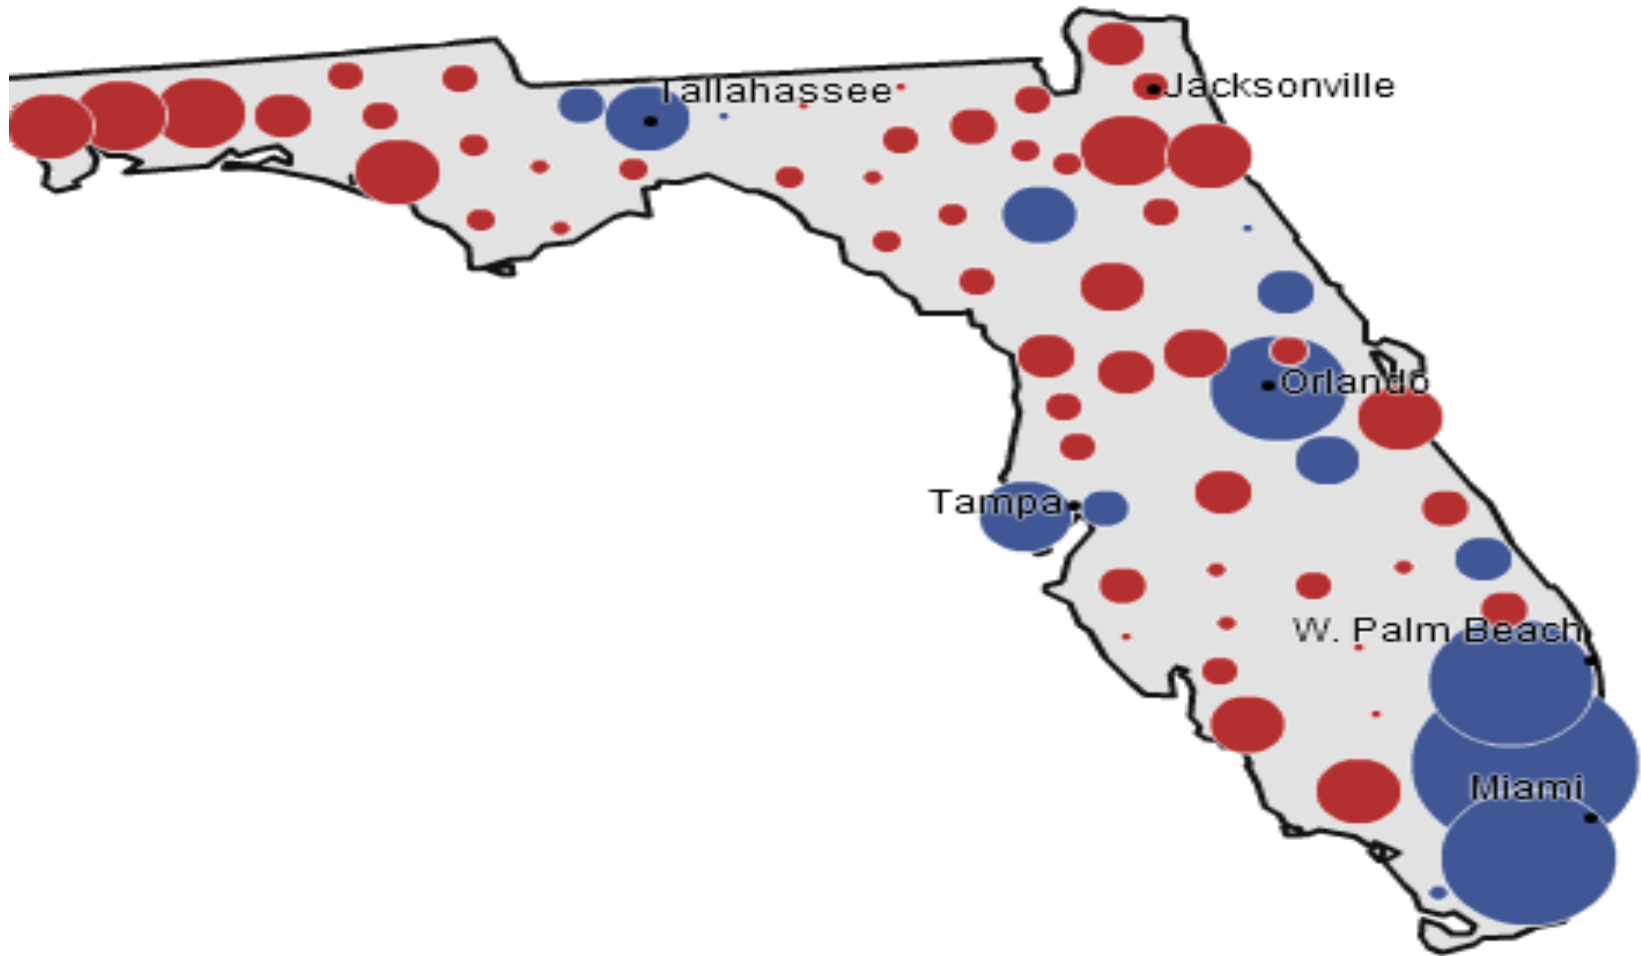 Tallahassee
Jacksonville
Orlando
Tampa
W. Palm Beach
Miami